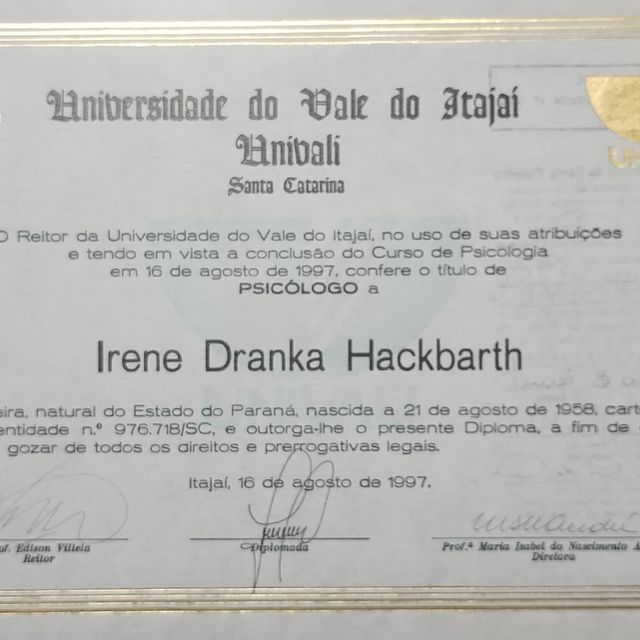 Universidade do Vale do Itajaí
Univali
Santa Catarina
O Reitor da Universidade do Vale do Itajaí, no uso de suas atribuições
e tendo em vista a conclusão do Curso de Psicologia
em 16 de agosto de 1997, confere o título de
PSICÓLOGO a
Irene Dranka Hackbarth
eira, natural do Estado do Paraná, nascida a 21 de agosto de 1958, cart
entidade n.º 976.718/SC, e outorga-lhe o presente Diploma, a fim de
gozar de todos os direitos e prerrogativas legais.
Itajaí, 16 de agosto de 1997.
of. Edison Villela
Reitor
Diplomada
Prof.ª Maria Isabel do Nascimento A
Diretora